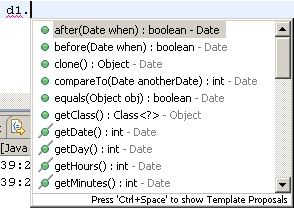 d1.
after(Date when) : boolean - Date
before(Date when) : boolean - Date
clone() : Object - Date
compareTo(Date anotherDate) : int - Date
equals(Object obj) : boolean - Date
getClass() : Class<?> - Object
getDate() : int - Date
getDay() : int - Date
getHours() : int - Date
getMinutes() : int - Date
[Java
39:2
39:2
Press 'Ctrl+Space' to show Template Proposals